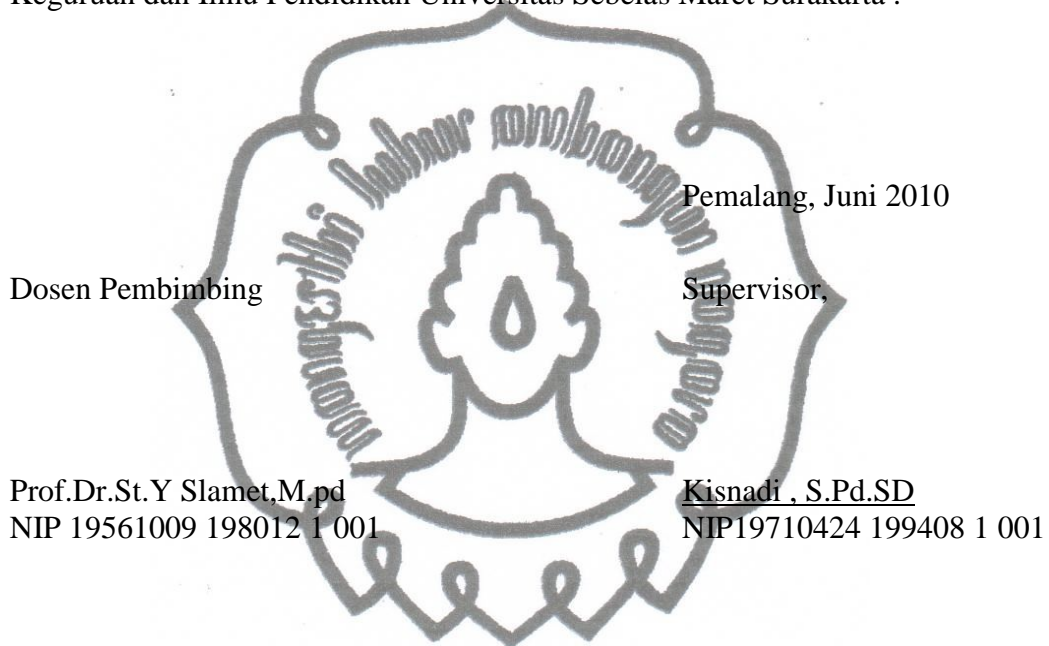 Keguruan dan Ilmu Pendidikan Universitas Sebelas Maret Surakarta .
Pemalang, Juni 2010
Dosen Pembimbing
Supervisor,
Prof.Dr.St.Y Slamet,M.pd
Kisnadi , S.Pd.SD
NIP 19561009 198012 1 001
NIP19710424 199408 1 001